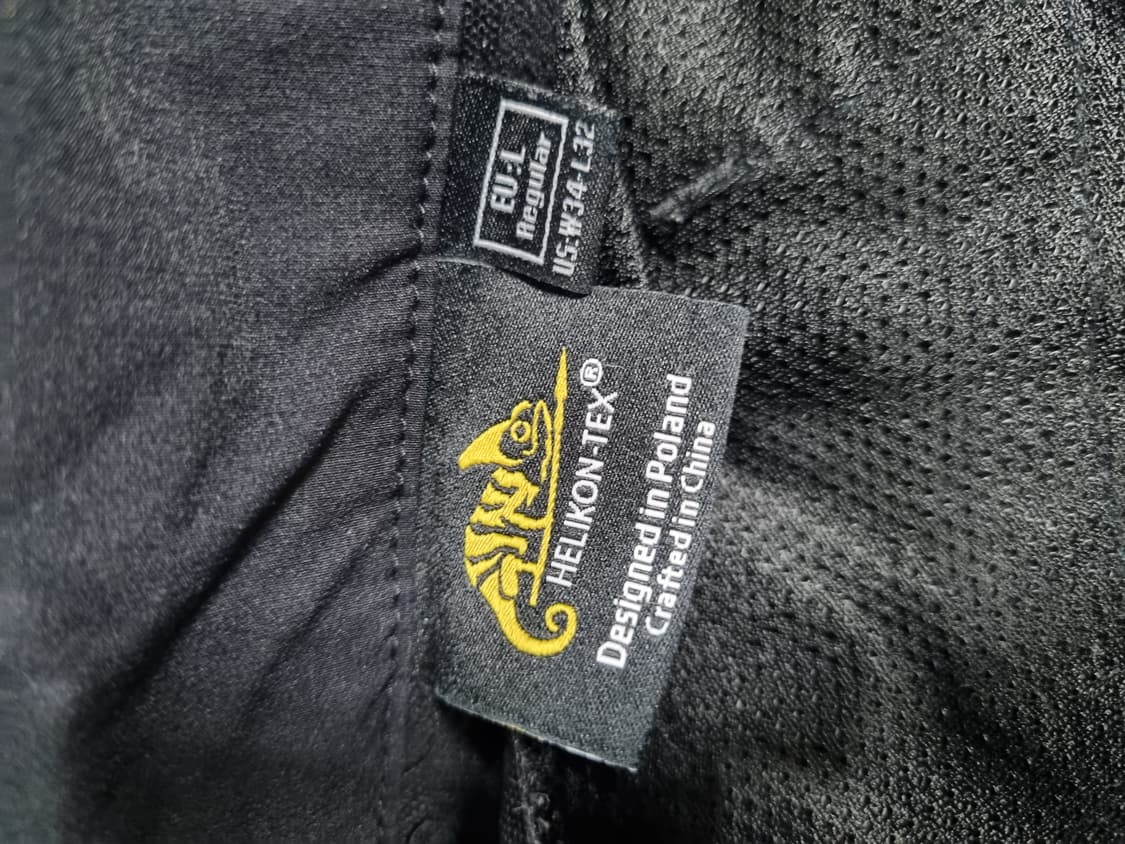 EU:L
Regular
US:W34-L32
HELIKON-TEX®
Designed in Poland
Crafted in China